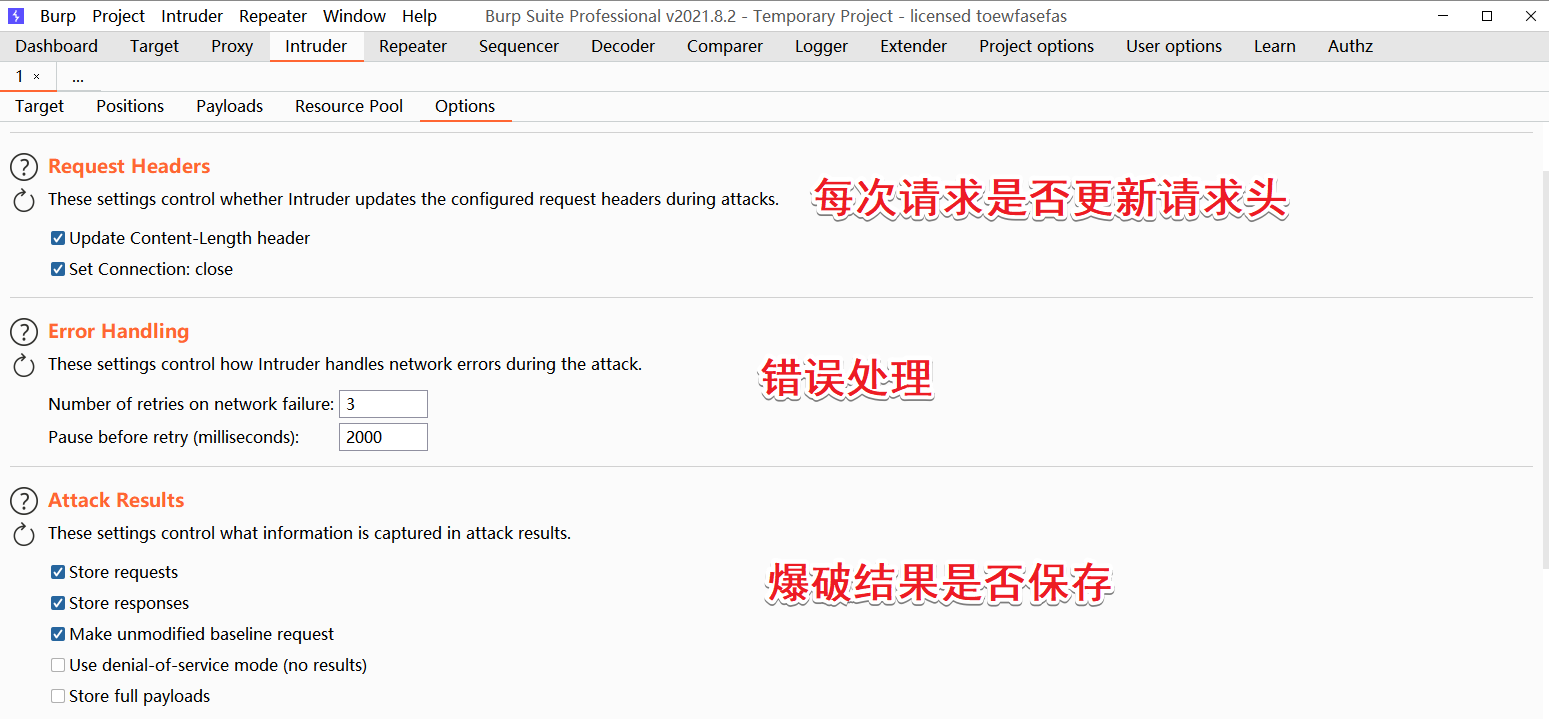 Burp Project Intruder Repeater Window Help Burp Suite Professional v2021.8.2 - Temporary Project - licensed toewfasefas
Dashboard Target Proxy Intruder Repeater Sequencer Decoder Comparer Logger Extender Project options User options Learn Authz
1 × ...
Target Positions Payloads Resource Pool Options
Request Headers
These settings control whether Intruder updates the configured request headers during attacks. 每次请求是否更新请求头
Update Content-Length header
Set Connection: close
Error Handling
These settings control how Intruder handles network errors during the attack. 错误处理
Number of retries on network failure: 3
Pause before retry (milliseconds): 2000
Attack Results
These settings control what information is captured in attack results.
Store requests 爆破结果是否保存
Store responses
Make unmodified baseline request
Use denial-of-service mode (no results)
Store full payloads